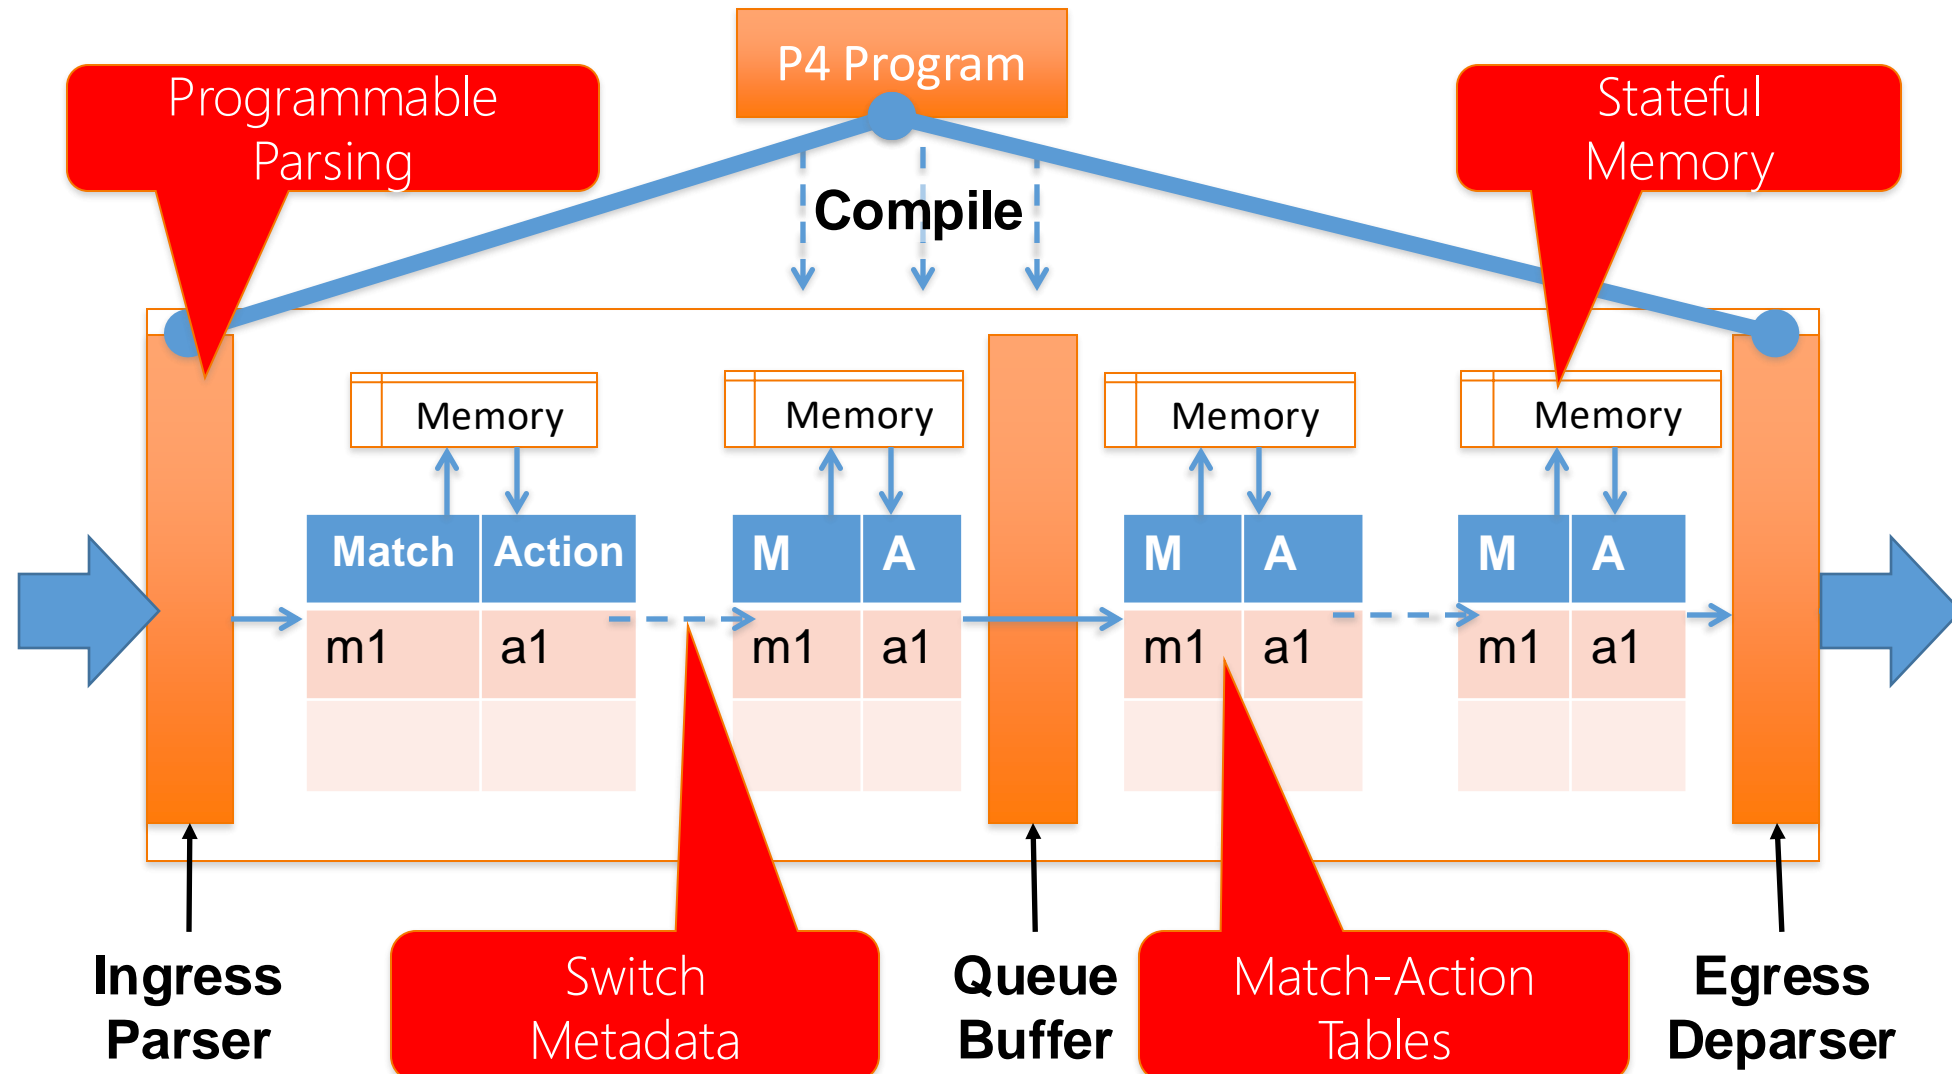 P4 Program
Programmable
Parsing
Stateful
Memory
Compile
Memory
Memory
Memory
Memory
Match Action
M A
M A
M A
m1 a1
m1 a1
m1 a1
m1 a1
Ingress
Parser
Switch
Metadata
Queue
Buffer
Match-Action
Tables
Egress
Deparser